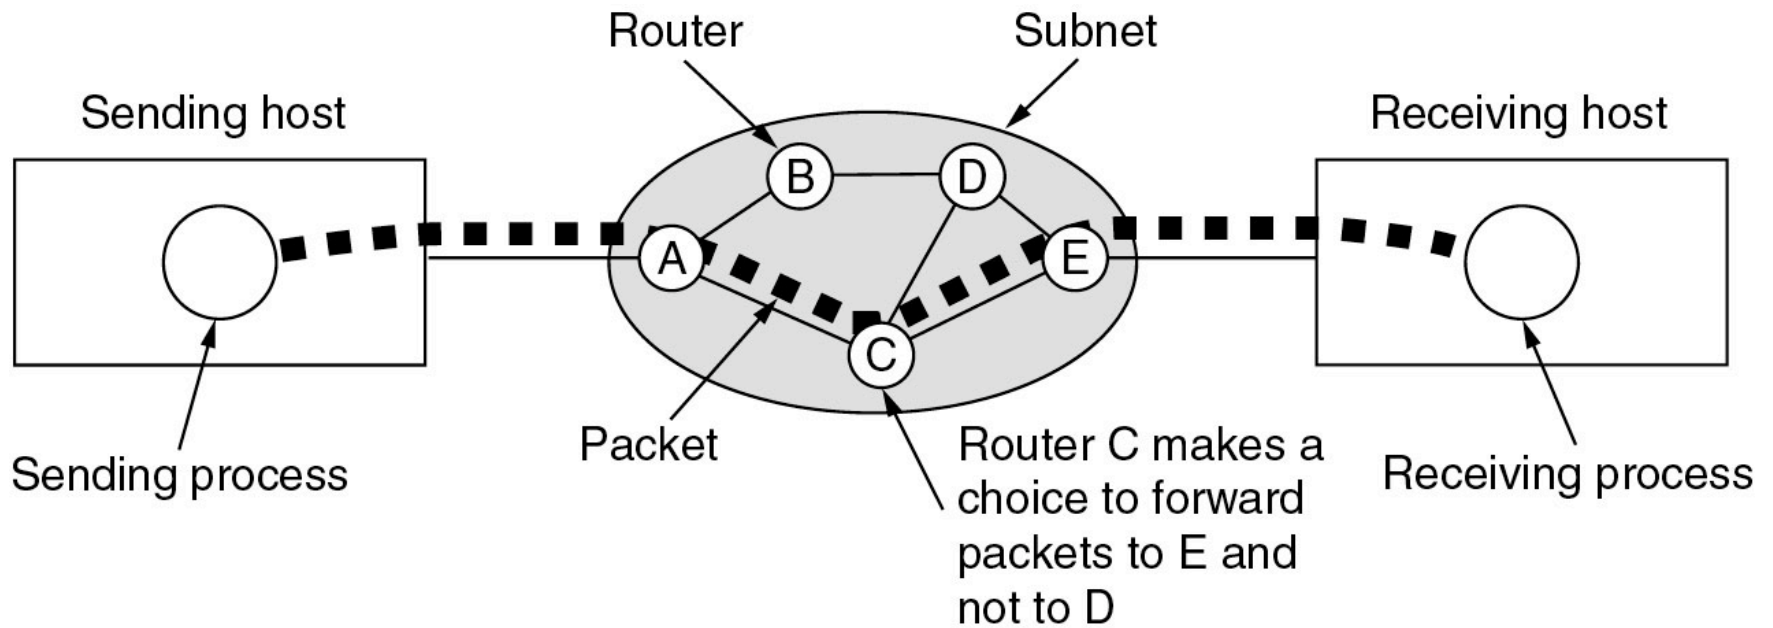 Router
Subnet
Sending host
Receiving host
B
D
A
E
C
Packet
Router C makes a
choice to forward
packets to E and
not to D
Sending process
Receiving process